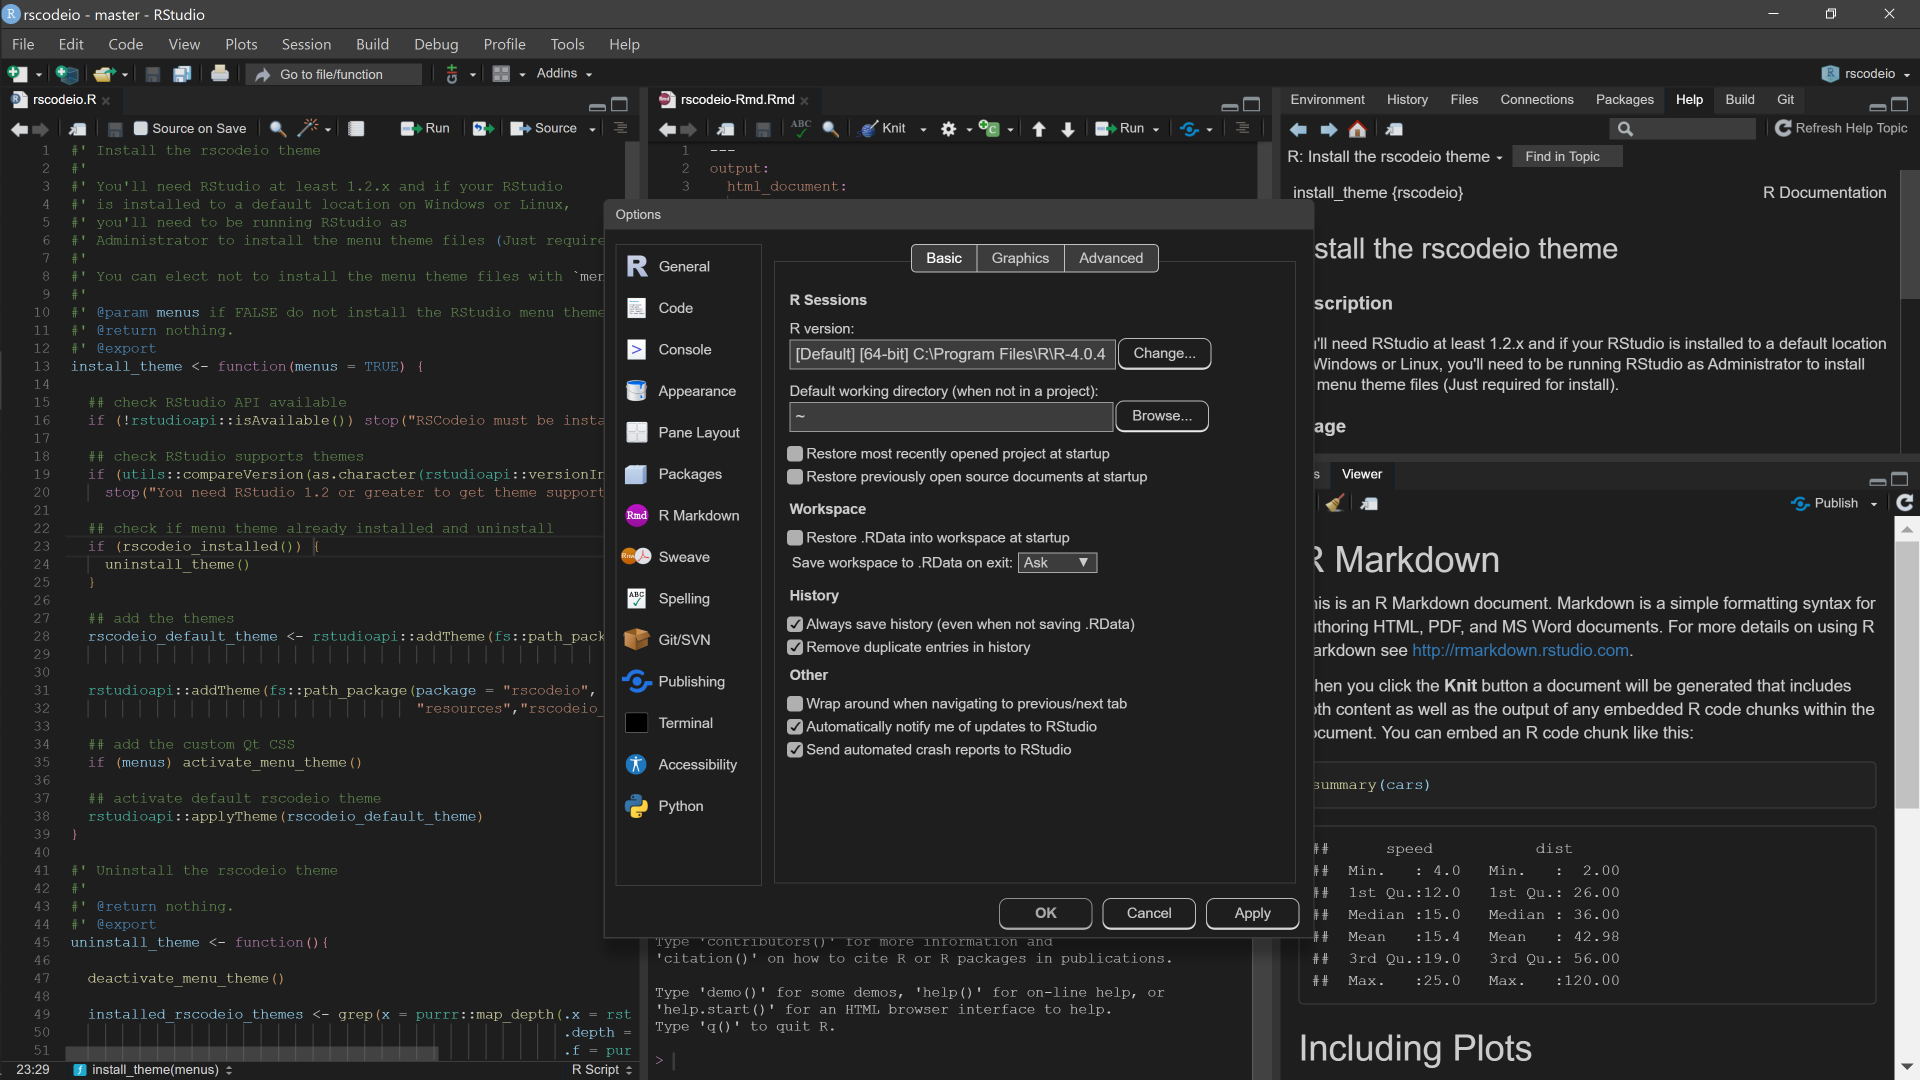 rscodeio - master - RStudio
File Edit Code View Plots Session Build Debug Profile Tools Help
Go to file/function Addins rscodeio
rscodeio.R
Source on Save Run Source
1 #' Install the rscodeio theme
2 #'
3 #' You'll need RStudio at least 1.2.x and if your RStudio
4 #' is installed to a default location on Windows or Linux,
5 #' you'll need to be running RStudio as
6 #' Administrator to install the menu theme files (Just require
7 #'
8 #' You can elect not to install the menu theme files with `mer
9 #'
10 #' @param menus if FALSE do not install the RStudio menu theme
11 #' @return nothing.
12 #' @export
13 install_theme <- function(menus = TRUE) {
14
15 ## check RStudio API available
16 if (!rstudioapi::isAvailable()) stop("RSCodeio must be insta
17
18 ## check RStudio supports themes
19 if (utils::compareVersion(as.character(rstudioapi::versionIn
20 stop("You need RStudio 1.2 or greater to get theme support
21
22 ## check if menu theme already installed and uninstall
23 if (rscodeio_installed()) {
24 uninstall_theme()
25 }
26
27 ## add the themes
28 rscodeio_default_theme <- rstudioapi::addTheme(fs::path_pack
29
30
31 rstudioapi::addTheme(fs::path_package(package = "rscodeio",
32 "resources","rscodeio_
33
34 ## add the custom Qt CSS
35 if (menus) activate_menu_theme()
36
37 ## activate default rscodeio theme
38 rstudioapi::applyTheme(rscodeio_default_theme)
39 }
40
41 #' Uninstall the rscodeio theme
42 #'
43 #' @return nothing.
44 #' @export
45 uninstall_theme <- function(){
46
47 deactivate_menu_theme()
48
49 installed_rscodeio_themes <- grep(x = purrr::map_depth(.x = rst
50 .depth =
51 .f = pur
23:29 install_theme(menus) R Script
rscodeio-Rmd.Rmd
ABC Knit Run
1 ---
2 output:
3 html_document:
Options
General
Code
Console
Appearance
Pane Layout
Packages
Rmd R Markdown
Sweave
ABC Spelling
Git/SVN
Publishing
Terminal
Accessibility
Python
Basic Graphics Advanced
R Sessions
R version:
[Default] [64-bit] C:\Program Files\R\R-4.0.4 Change...
Default working directory (when not in a project):
~ Browse...
Restore most recently opened project at startup
Restore previously open source documents at startup
Workspace
Restore .RData into workspace at startup
Save workspace to .RData on exit: Ask
History
Always save history (even when not saving .RData)
Remove duplicate entries in history
Other
Wrap around when navigating to previous/next tab
Automatically notify me of updates to RStudio
Send automated crash reports to RStudio
OK Cancel Apply
Type 'contributors()' for more information and
'citation()' on how to cite R or R packages in publications.
Type 'demo()' for some demos, 'help()' for on-line help, or
'help.start()' for an HTML browser interface to help.
Type 'q()' to quit R.
>
Environment History Files Connections Packages Help Build Git
Refresh Help Topic
R: Install the rscodeio theme Find in Topic
install_theme {rscodeio} R Documentation
stall the rscodeio theme
scription
'll need RStudio at least 1.2.x and if your RStudio is installed to a default location
Windows or Linux, you'll need to be running RStudio as Administrator to install
menu theme files (Just required for install).
age
s Viewer
Publish
R Markdown
is is an R Markdown document. Markdown is a simple formatting syntax for
thoring HTML, PDF, and MS Word documents. For more details on using R
arkdown see http://rmarkdown.rstudio.com.
hen you click the Knit button a document will be generated that includes
oth content as well as the output of any embedded R code chunks within the
ocument. You can embed an R code chunk like this:
summary(cars)
## speed dist
## Min. : 4.0 Min. : 2.00
## 1st Qu.:12.0 1st Qu.: 26.00
## Median :15.0 Median : 36.00
## Mean :15.4 Mean : 42.98
## 3rd Qu.:19.0 3rd Qu.: 56.00
## Max. :25.0 Max. :120.00
Including Plots